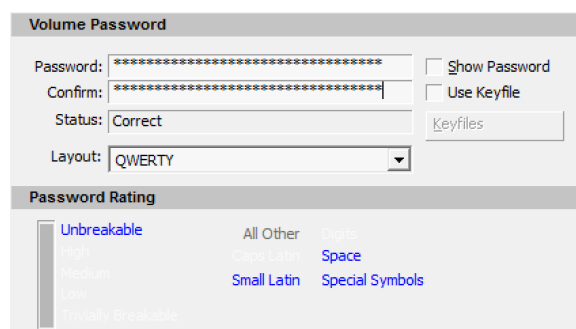 Volume Password
Password: ********************************* Show Password
Confirm: ********************************* Use Keyfile
Status: Correct Keyfiles
Layout: QWERTY
Password Rating
Unbreakable All Other Digits
High Caps Latin Space
Medium Small Latin Special Symbols
Low
Trivially Breakable